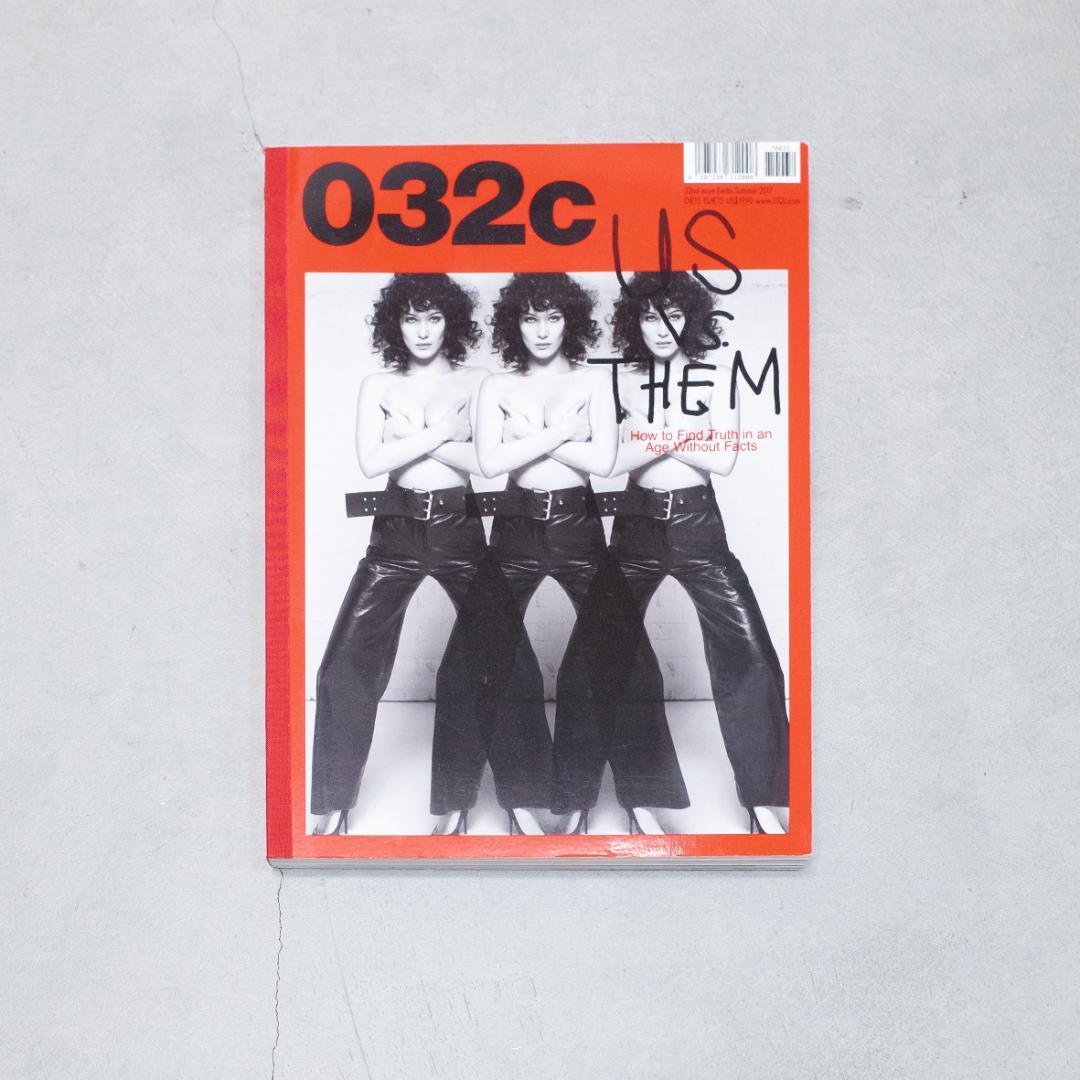 032c
32nd Issue Berlin Summer 2017
www.032c.com
US
VS.
THEM
How to Find Truth in an
Age Without Facts